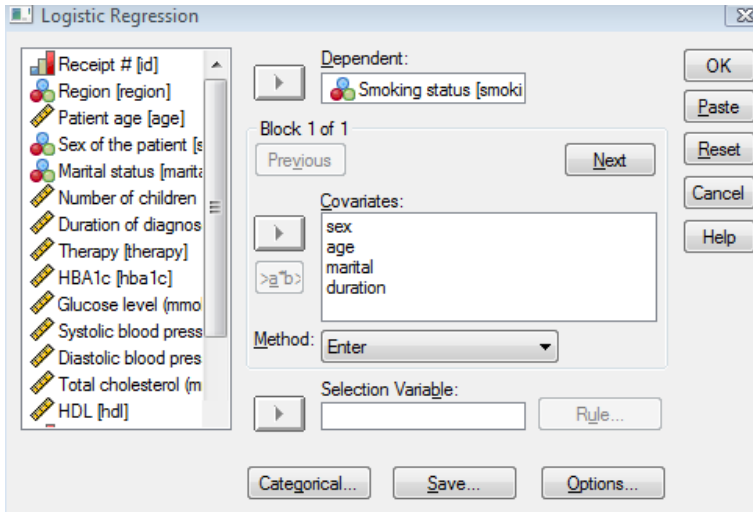 Logistic Regression
Receipt # [id]
Region [region]
Patient age [age]
Sex of the patient [s
Marital status [marita
Number of children
Duration of diagnos
Therapy [therapy]
HBA1c [hba1c]
Glucose level (mmo
Systolic blood press
Diastolic blood pres
Total cholesterol (m
HDL [hdl]
Dependent:
Smoking status [smoki
Block 1 of 1
Previous
Next
Covariates:
sex
age
marital
duration
>a*b>
Method:
Enter
Selection Variable:
Rule...
Categorical...
Save...
Options...
OK
Paste
Reset
Cancel
Help